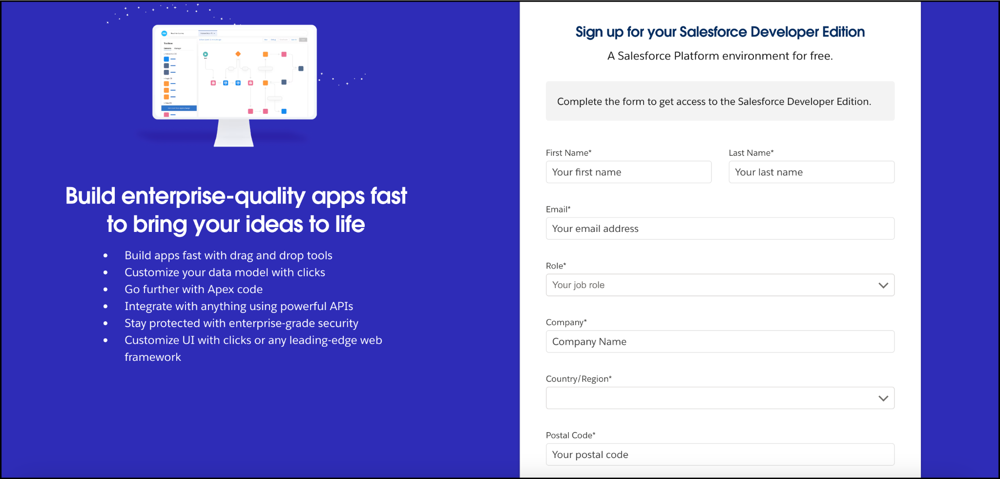 Toolbox
Build enterprise-quality apps fast
to bring your ideas to life
• Build apps fast with drag and drop tools
• Customize your data model with clicks
• Go further with Apex code
• Integrate with anything using powerful APIs
• Stay protected with enterprise-grade security
• Customize UI with clicks or any leading-edge web
framework
Sign up for your Salesforce Developer Edition
A Salesforce Platform environment for free.
Complete the form to get access to the Salesforce Developer Edition.
First Name* Last Name*
Your first name Your last name
Email*
Your email address
Role*
Your job role
Company*
Company Name
Country/Region*
Postal Code*
Your postal code